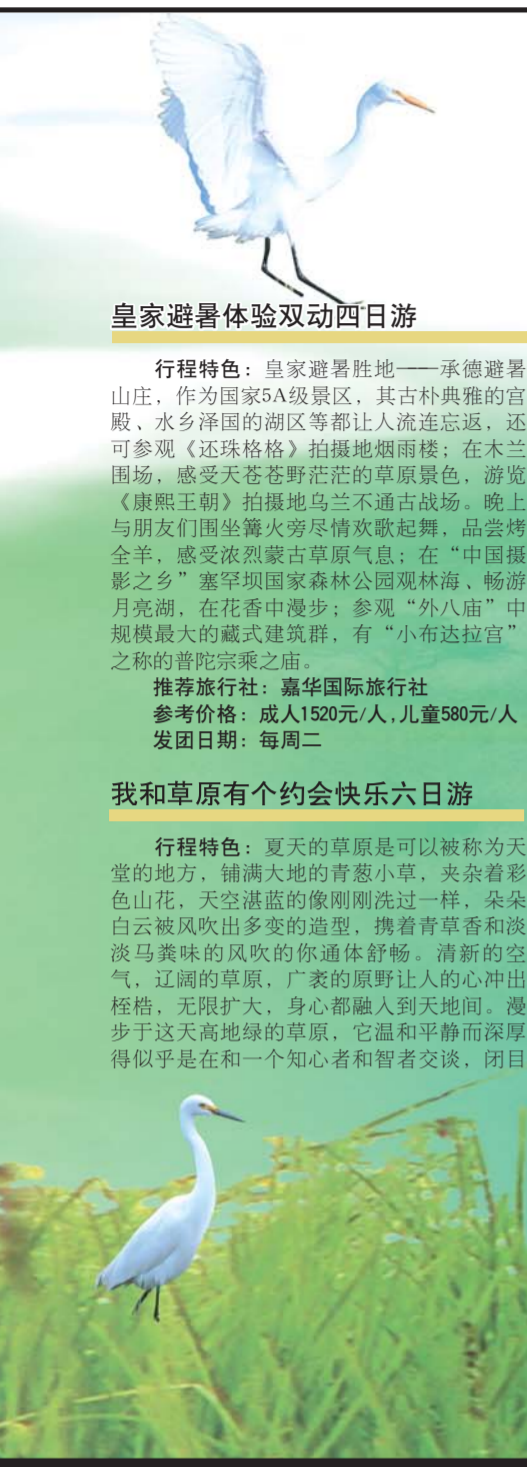 皇家避暑体验双动四日游
行程特色：皇家避暑胜地——承德避暑
山庄，作为国家5A级景区，其古朴典雅的宫
殿、水乡泽国的湖区等都让人流连忘返，还
可参观《还珠格格》拍摄地烟雨楼；在木兰
围场，感受天苍苍野茫茫的草原景色，游览
《康熙王朝》拍摄地乌兰不通古战场。晚上
与朋友们围坐篝火旁尽情欢歌起舞，品尝烤
全羊，感受浓烈蒙古草原气息；在“中国摄
影之乡”塞罕坝国家森林公园观林海、畅游
月亮湖，在花香中漫步；参观“外八庙”中
规模最大的藏式建筑群，有“小布达拉宫”
之称的普陀宗乘之庙。
推荐旅行社：嘉华国际旅行社
参考价格：成人1520元/人，儿童580元/人
发团日期：每周二
我和草原有个约会快乐六日游
行程特色：夏天的草原是可以被称为天
堂的地方，铺满大地的青葱小草，夹杂着彩
色山花，天空湛蓝的像刚刚洗过一样，朵朵
白云被风吹出多变的造型，携着青草香和淡
淡马粪味的风吹的你通体舒畅。清新的空
气，辽阔的草原，广袤的原野让人的心冲出
桎梏，无限扩大，身心都融入到天地间。漫
步于这天高地绿的草原，它温和平静而深厚
得似乎是在和一个知心者和智者交谈，闭目